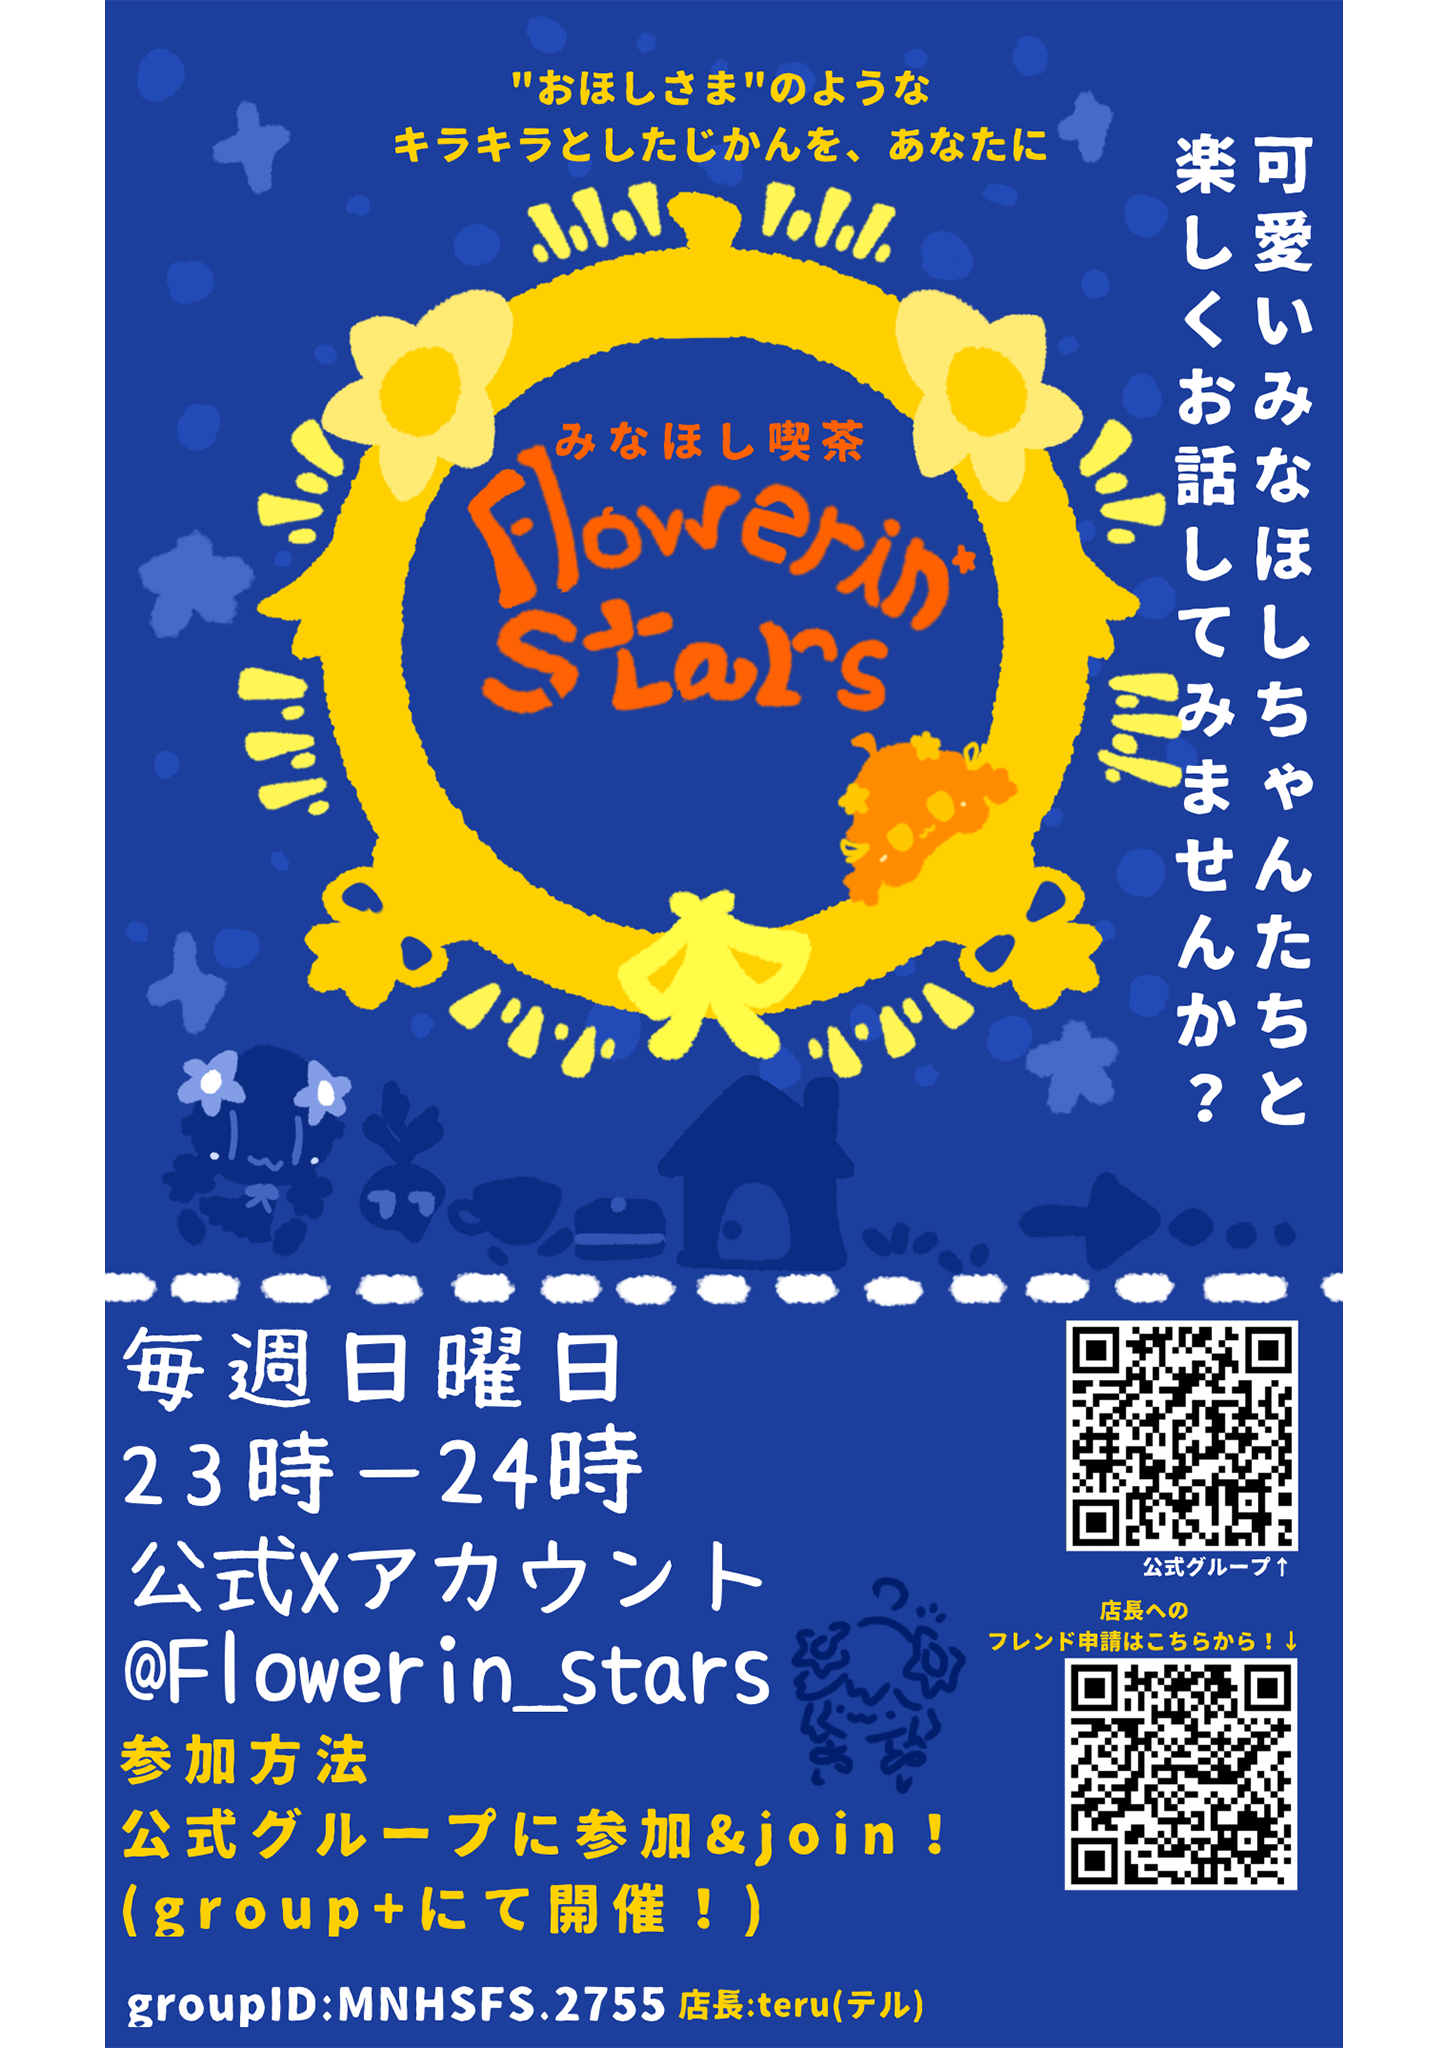 "おほしさま"のような
キラキラとしたじかんを、あなたに
可愛いみなほしちゃんたちと
楽しくお話してみませんか？
みなほし喫茶
Flowerin
stars
毎週日曜日
23時－24時
公式Xアカウント
@Flowerin_stars
参加方法
公式グループに参加&join！
(group+にて開催！)
groupID:MNHSFS.2755 店長:teru(テル)
公式グループ↑
店長への
フレンド申請はこちらから！↓